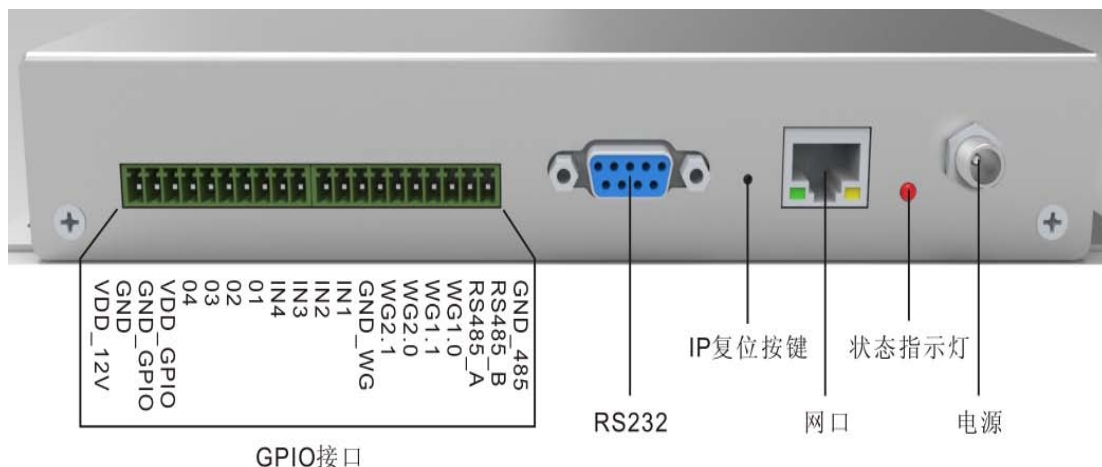 VDD_12V
GND
GND_GPIO
VDD_GPIO
04
03
02
01
IN4
IN3
IN2
IN1
GND_WG
WG2.1
WG2.0
WG1.1
WG1.0
RS485_A
RS485_B
GND_485
IP复位按键
状态指示灯
RS232
网口
电源
GPIO接口